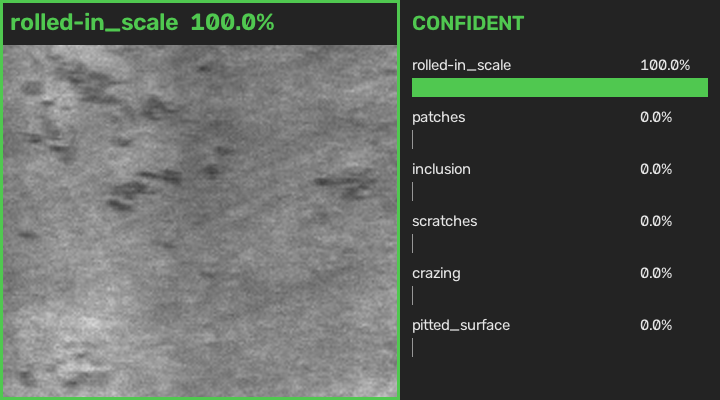 rolled-in_scale 100.0%
CONFIDENT
rolled-in_scale 100.0%
patches 0.0%
inclusion 0.0%
scratches 0.0%
crazing 0.0%
pitted_surface 0.0%